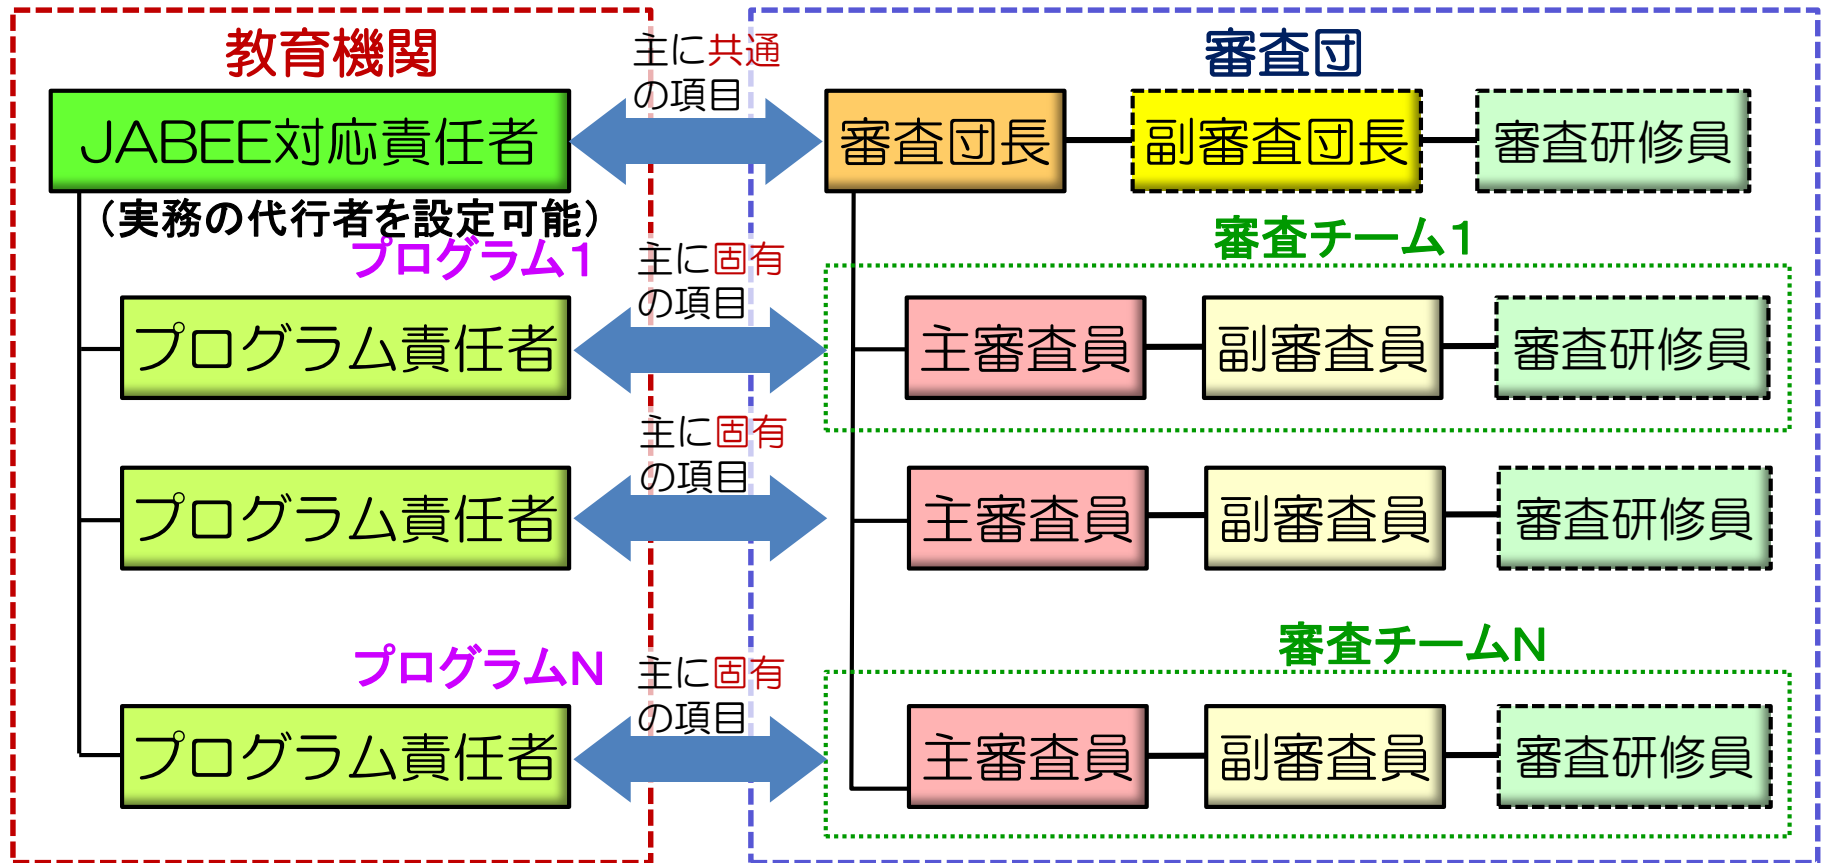 教育機関
主に共通
の項目
審査団
JABEE対応責任者
審査団長
副審査団長
審査研修員
（実務の代行者を設定可能）
プログラム1
主に固有
の項目
審査チーム1
プログラム責任者
主審査員
副審査員
審査研修員
主に固有
の項目
プログラム責任者
主審査員
副審査員
審査研修員
プログラムN
主に固有
の項目
審査チームN
プログラム責任者
主審査員
副審査員
審査研修員